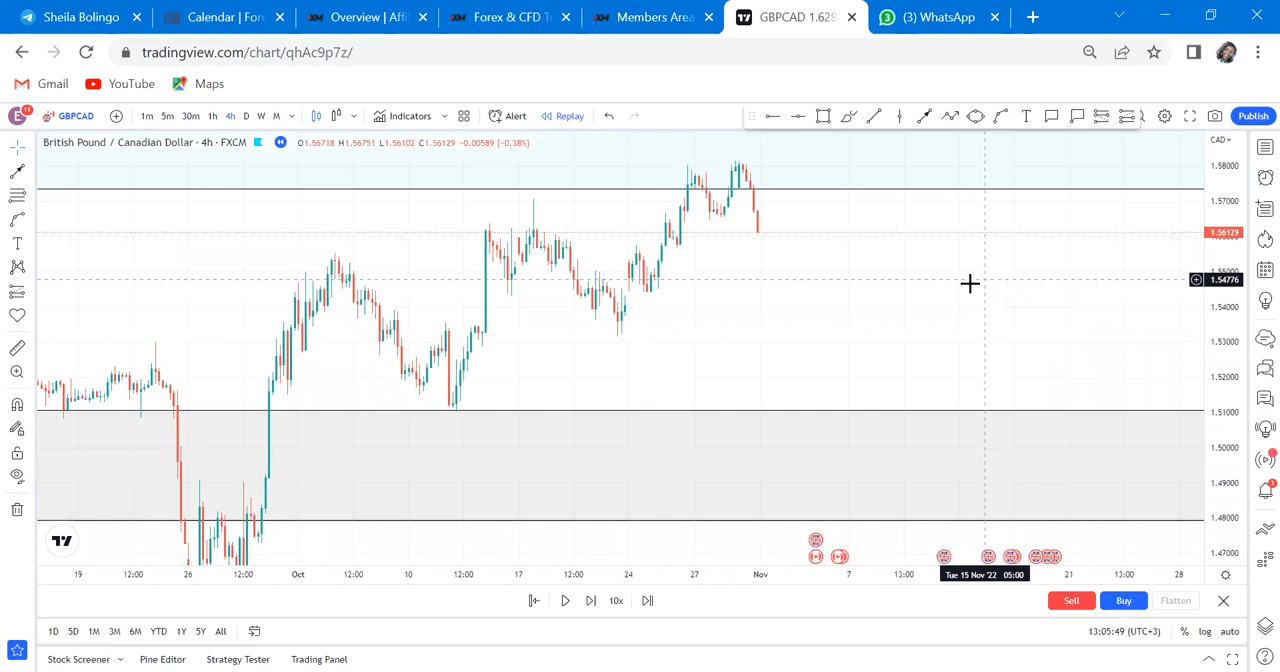 Sheila Bolingo
Calendar | Fore
Overview | Affil
Forex & CFD T
Members Area
GBPCAD 1.628
(3) WhatsApp
tradingview.com/chart/qhAc9p7z/
Gmail
YouTube
Maps
E 11 GBPCAD 1m 5m 30m 1h 4h D W M Indicators Alert Replay T Publish
British Pound / Canadian Dollar · 4h · FXCM O1.56718 H1.56751 L1.56102 C1.56129 -0.00589 (-0.38%)
CAD
1.58000
1.57000
1.56129
1.55000
1.54776
1.54000
1.53000
1.52000
1.51000
1.50000
1.49000
1.48000
1.47000
19 12:00 26 12:00 Oct 12:00 10 12:00 17 12:00 24 27 Nov 7 13:00 Tue 15 Nov '22 05:00 21 12:00 28
10x
Sell Buy Flatten
1D 5D 1M 3M 6M YTD 1Y 5Y All
13:05:49 (UTC+3) % log auto
Stock Screener Pine Editor Strategy Tester Trading Panel